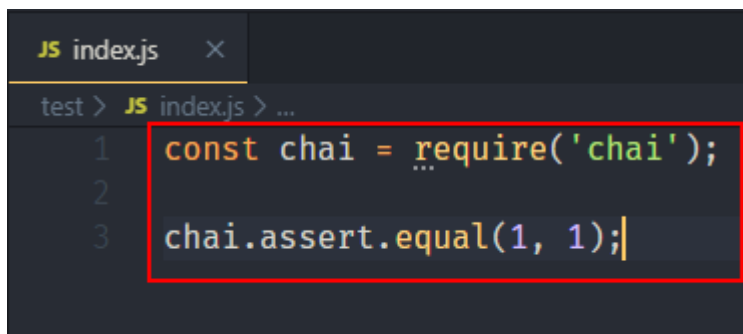 JS index.js ×
test > JS index.js > ...
1 const chai = require('chai');
2
3 chai.assert.equal(1, 1);